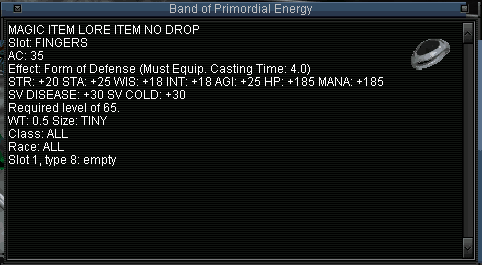 Band of Primordial Energy
MAGIC ITEM LORE ITEM NO DROP
Slot: FINGERS
AC: 35
Effect: Form of Defense (Must Equip. Casting Time: 4.0)
STR: +20 STA: +25 WIS: +18 INT: +18 AGI: +25 HP: +185 MANA: +185
SV DISEASE: +30 SV COLD: +30
Required level of 65.
WT: 0.5 Size: TINY
Class: ALL
Race: ALL
Slot 1, type 8: empty